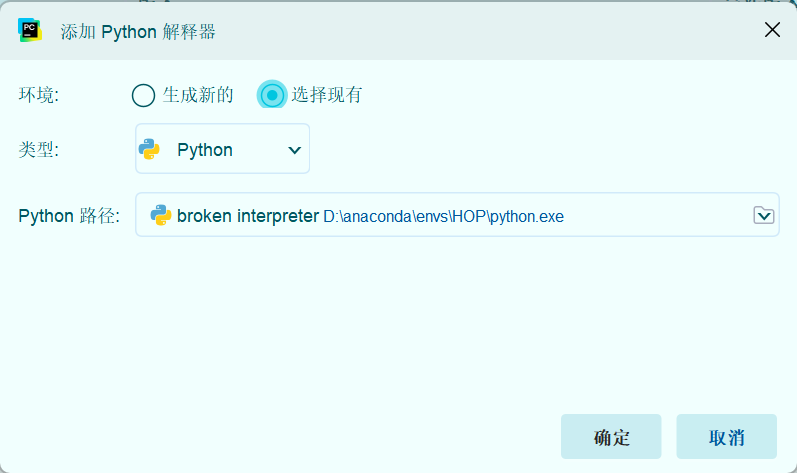 PC
添加 Python 解释器
环境: 生成新的 选择现有
类型: Python
Python 路径: broken interpreter D:\anaconda\envs\HOP\python.exe
确定 取消